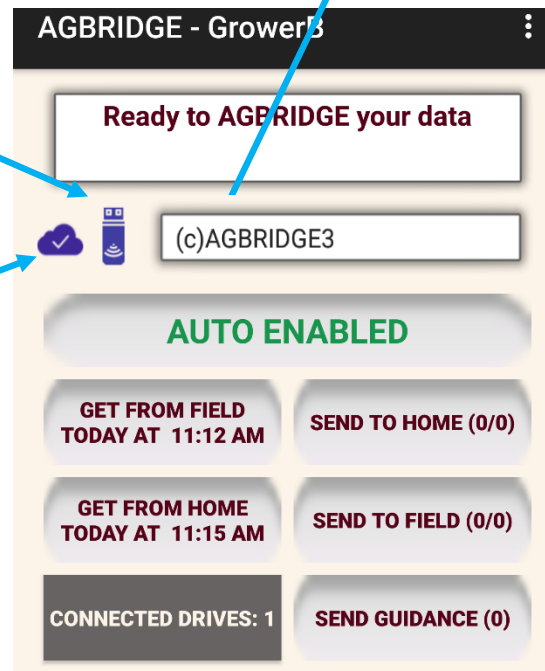 AGBRIDGE - GrowerB
Ready to AGBRIDGE your data
(c)AGBRIDGE3
AUTO ENABLED
GET FROM FIELD
TODAY AT 11:12 AM
SEND TO HOME (0/0)
GET FROM HOME
TODAY AT 11:15 AM
SEND TO FIELD (0/0)
CONNECTED DRIVES: 1
SEND GUIDANCE (0)